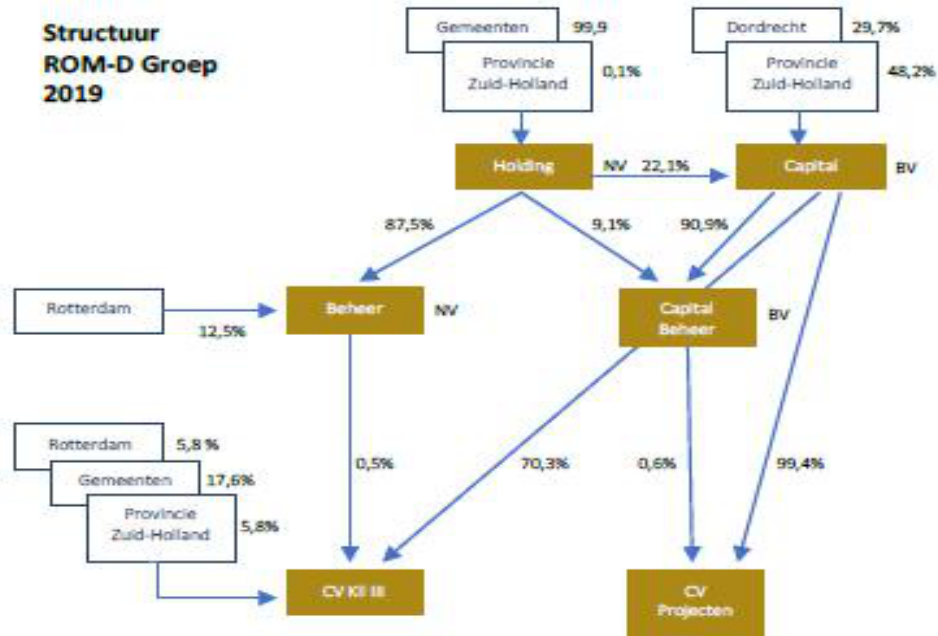 Structuur
ROM-D Groep
2019
Gemeenten 99,9
Provincie
Zuid-Holland 0,1%
Dordrecht 29,7%
Provincie
Zuid-Holland 48,2%
Holding NV 22,1% Capital BV
87,5% 9,1% 90,9%
Rotterdam 12,5% Beheer NV
Capital
Beheer BV
Rotterdam 5,8 %
Gemeenten 17,6%
Provincie
Zuid-Holland 5,8%
0,5% 70,3% 0,6% 99,4%
CV Kil III
CV
Projecten